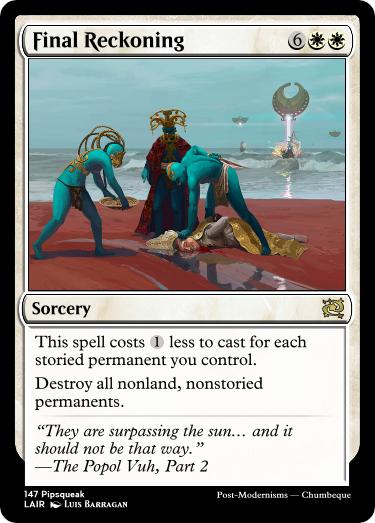 Final Reckoning 6
Sorcery
This spell costs 1 less to cast for each
storied permanent you control.
Destroy all nonland, nonstoried
permanents.
“They are surpassing the sun… and it
should not be that way.”
—The Popol Vuh, Part 2
147 Pipsqueak
LAIR Luis Barragan
Post-Modernisms — Chumbeque